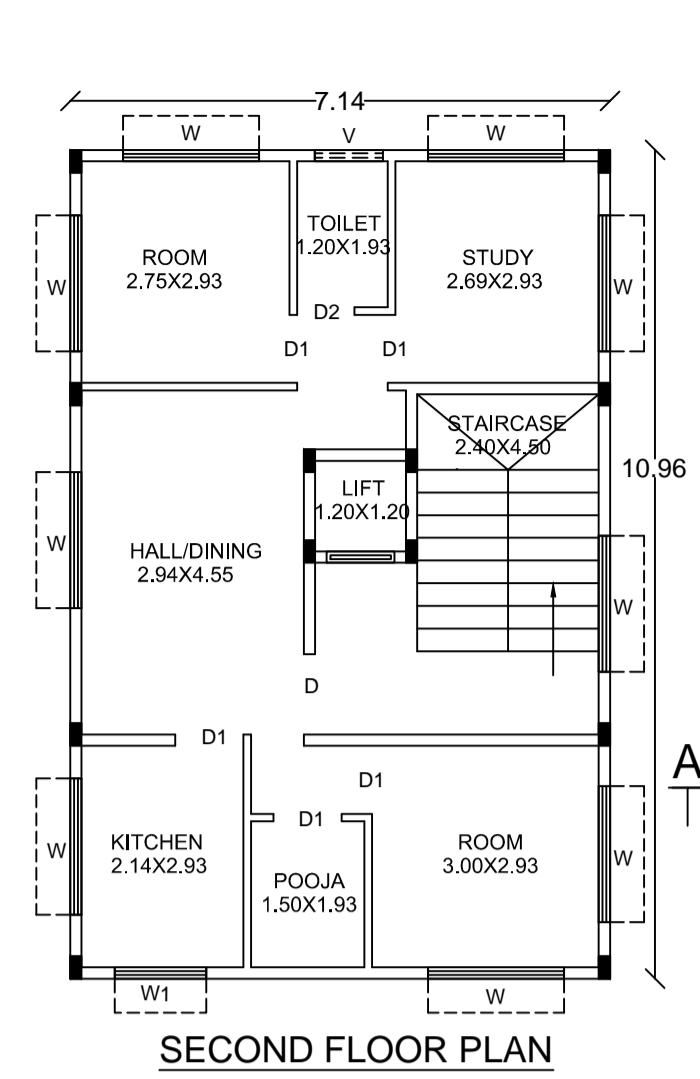 7.14
W
V
W
TOILET
1.20X1.93
ROOM
2.75X2.93
STUDY
2.69X2.93
W
W
D2
D1
D1
STAIRCASE
2.40X4.50
10.96
LIFT
1.20X1.20
W
HALL/DINING
2.94X4.55
W
D
D1
A
D1
D1
KITCHEN
2.14X2.93
ROOM
3.00X2.93
W
W
POOJA
1.50X1.93
W1
W
SECOND FLOOR PLAN